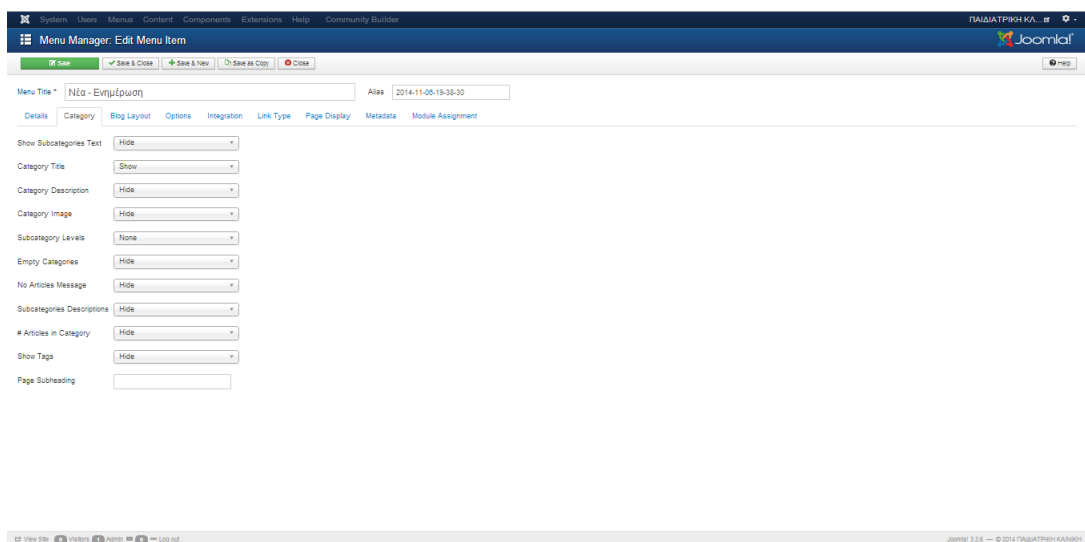 System Users Menus Content Components Extensions Help Community Builder ΠΑΙΔΙΑΤΡΙΚΗ ΚΛ...
Menu Manager: Edit Menu Item Joomla!
Save Save & Close Save & New Save as Copy Close Help
Menu Title * Νέα - Ενημέρωση Alias 2014-11-06-19-38-30
Details Category Blog Layout Options Integration Link Type Page Display Metadata Module Assignment
Show Subcategories Text Hide
Category Title Show
Category Description Hide
Category Image Hide
Subcategory Levels None
Empty Categories Hide
No Articles Message Hide
Subcategories Descriptions Hide
# Articles in Category Hide
Show Tags Hide
Page Subheading
View Site Visitors 1 Admin Log out Joomla! 3.3.6 — © 2014 ΠΑΙΔΙΑΤΡΙΚΗ ΚΛΙΝΙΚΗ